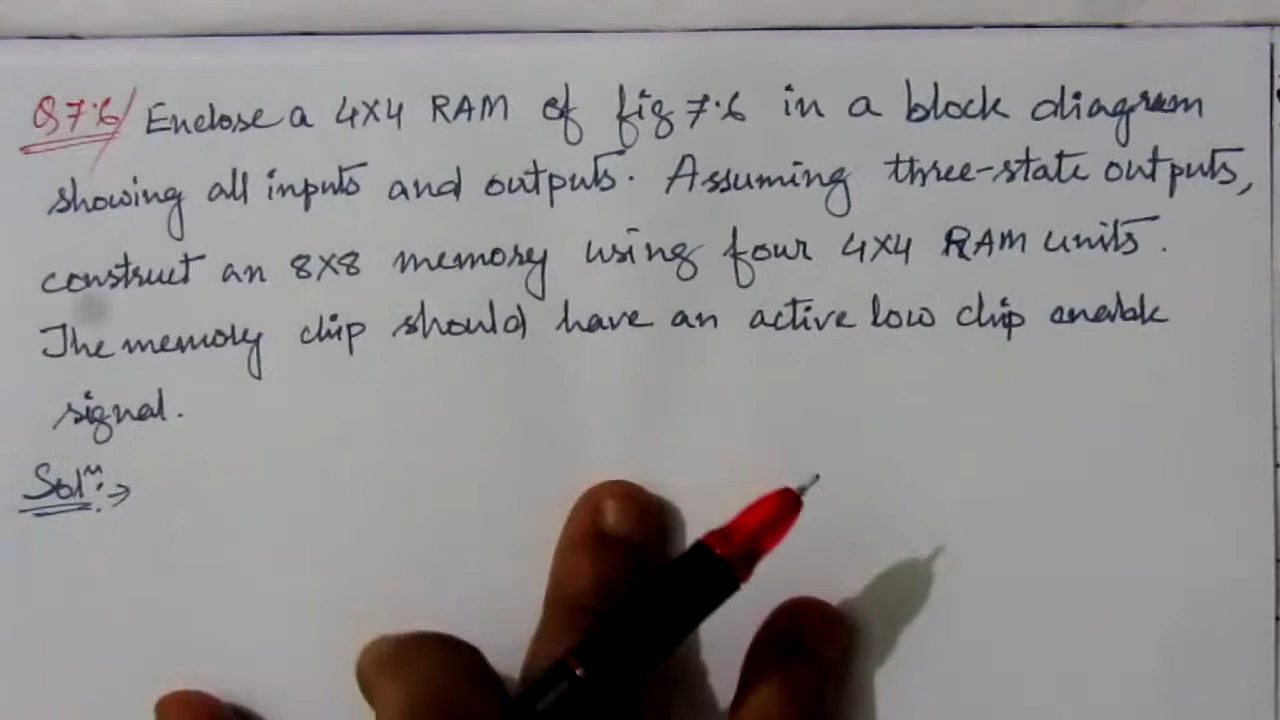 Q7.6/ Enclose a 4x4 RAM of fig 7.6 in a block diagram
showing all inputs and outputs. Assuming three-state outputs,
construct an 8x8 memory using four 4x4 RAM units.
The memory chip should have an active low chip enable
signal.
Solⁿ:→